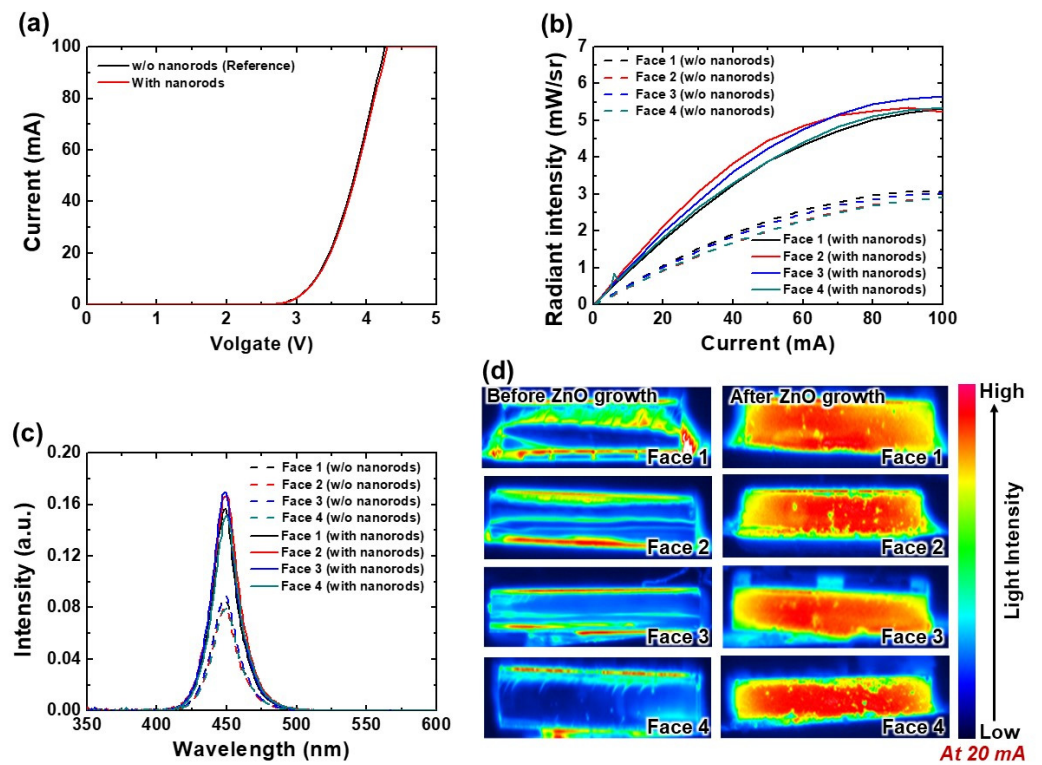 (a)
100
80
60
40
20
0
Current (mA)
w/o nanorods (Reference)
With nanorods
0 1 2 3 4 5
Volgate (V)
(b)
7
6
5
4
3
2
1
0
Radiant intensity (mW/sr)
Face 1 (w/o nanorods)
Face 2 (w/o nanorods)
Face 3 (w/o nanorods)
Face 4 (w/o nanorods)
Face 1 (with nanorods)
Face 2 (with nanorods)
Face 3 (with nanorods)
Face 4 (with nanorods)
0 20 40 60 80 100
Current (mA)
(c)
0.20
0.16
0.12
0.08
0.04
0.00
Intensity (a.u.)
Face 1 (w/o nanorods)
Face 2 (w/o nanorods)
Face 3 (w/o nanorods)
Face 4 (w/o nanorods)
Face 1 (with nanorods)
Face 2 (with nanorods)
Face 3 (with nanorods)
Face 4 (with nanorods)
350 400 450 500 550 600
Wavelength (nm)
(d)
Before ZnO growth
After ZnO growth
Face 1
Face 1
Face 2
Face 2
Face 3
Face 3
Face 4
Face 4
High
Light Intensity
Low
At 20 mA